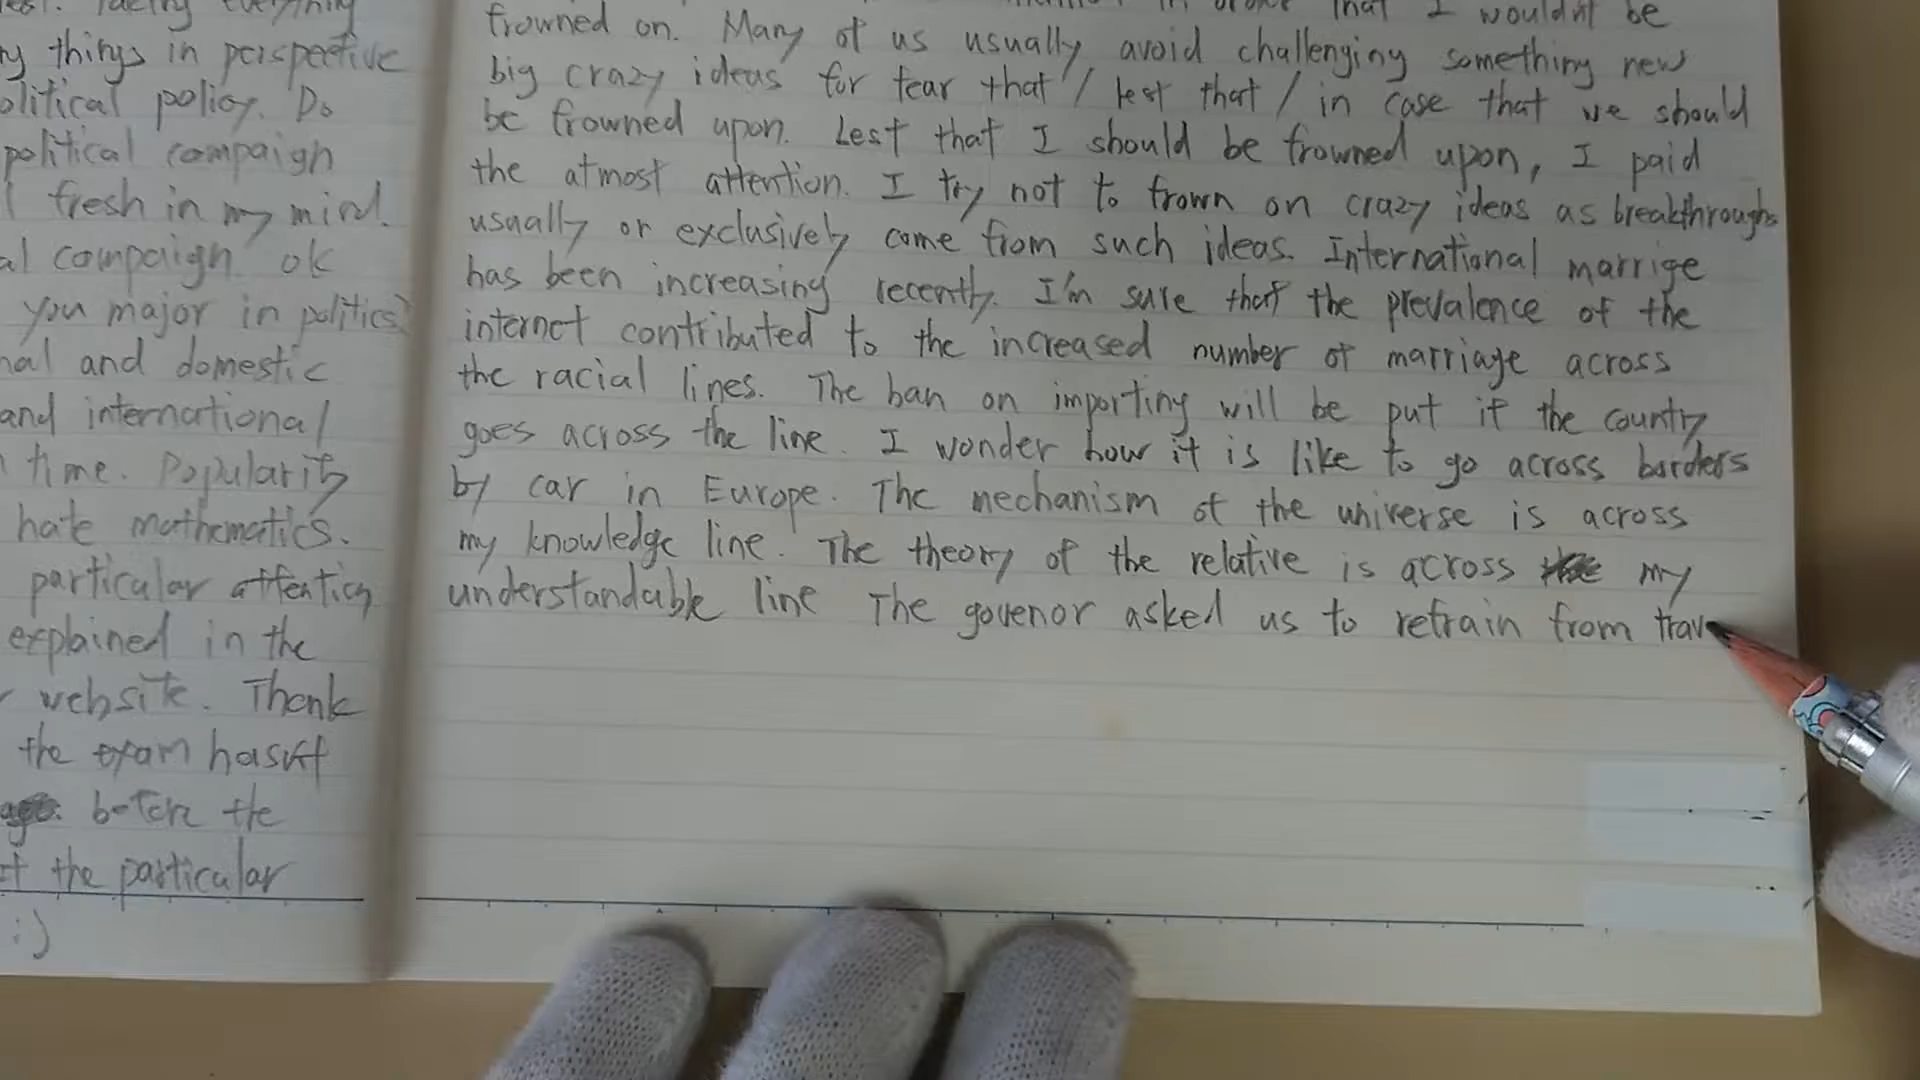 ry things in perspective
olitical policy. Do
political compaign
fresh in my mind.
al compaign. ok
you major in politics?
nal and domestic
and international
time. Popularity
hate mathematics.
particular attention
explained in the
website. Thank
the exam
before the
the particular
:)
that I wouldn't be
frowned on. Many of us usually avoid challenging something new
big crazy ideas for fear that / lest that / in case that we should
be frowned upon. Lest that I should be frowned upon, I paid
the atmost attention. I try not to frown on crazy ideas as breakthroughs
usually or exclusively come from such ideas. International marrige
has been increasing recently. I'm sure that the prevalence of the
internet contributed to the increased number of marriage across
the racial lines. The ban on importing will be put if the country
goes across the line. I wonder how it is like to go across borders
by car in Europe. The mechanism of the universe is across
my knowledge line. The theory of the relative is across my
understandable line The govenor asked us to refrain from trav